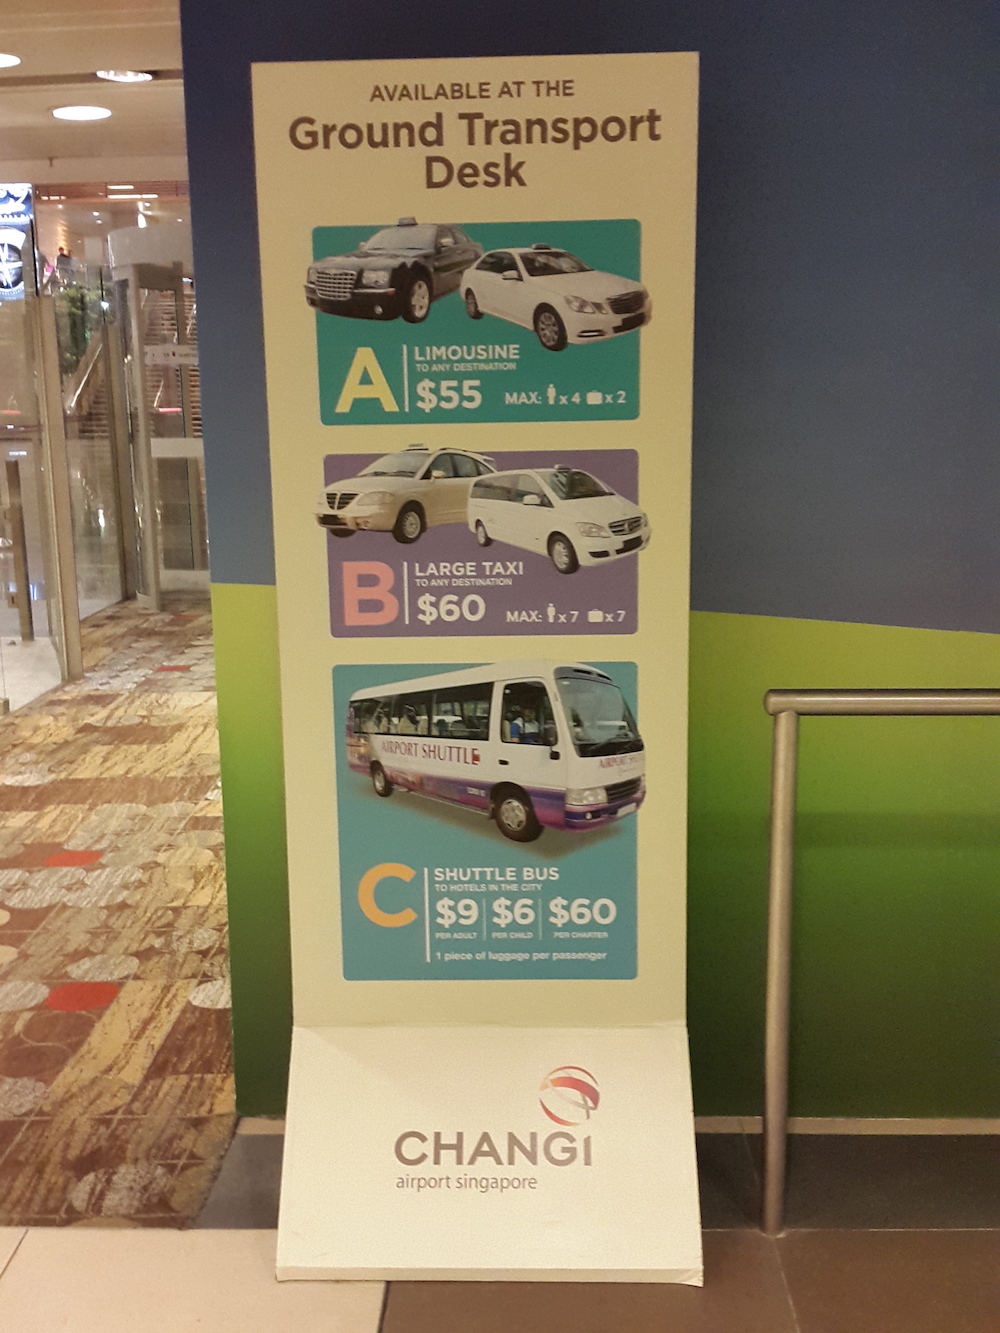 AVAILABLE AT THE
Ground Transport
Desk
A
LIMOUSINE
TO ANY DESTINATION
$55
MAX: x 4 x 2
B
LARGE TAXI
TO ANY DESTINATION
$60
MAX: x 7 x 7
AIRPORT SHUTTLE
AIRPORT
C
SHUTTLE BUS
TO HOTELS IN THE CITY
$9 $6 $60
PER ADULT PER CHILD PER CHARTER
1 piece of luggage per passenger
CHANGI
airport singapore